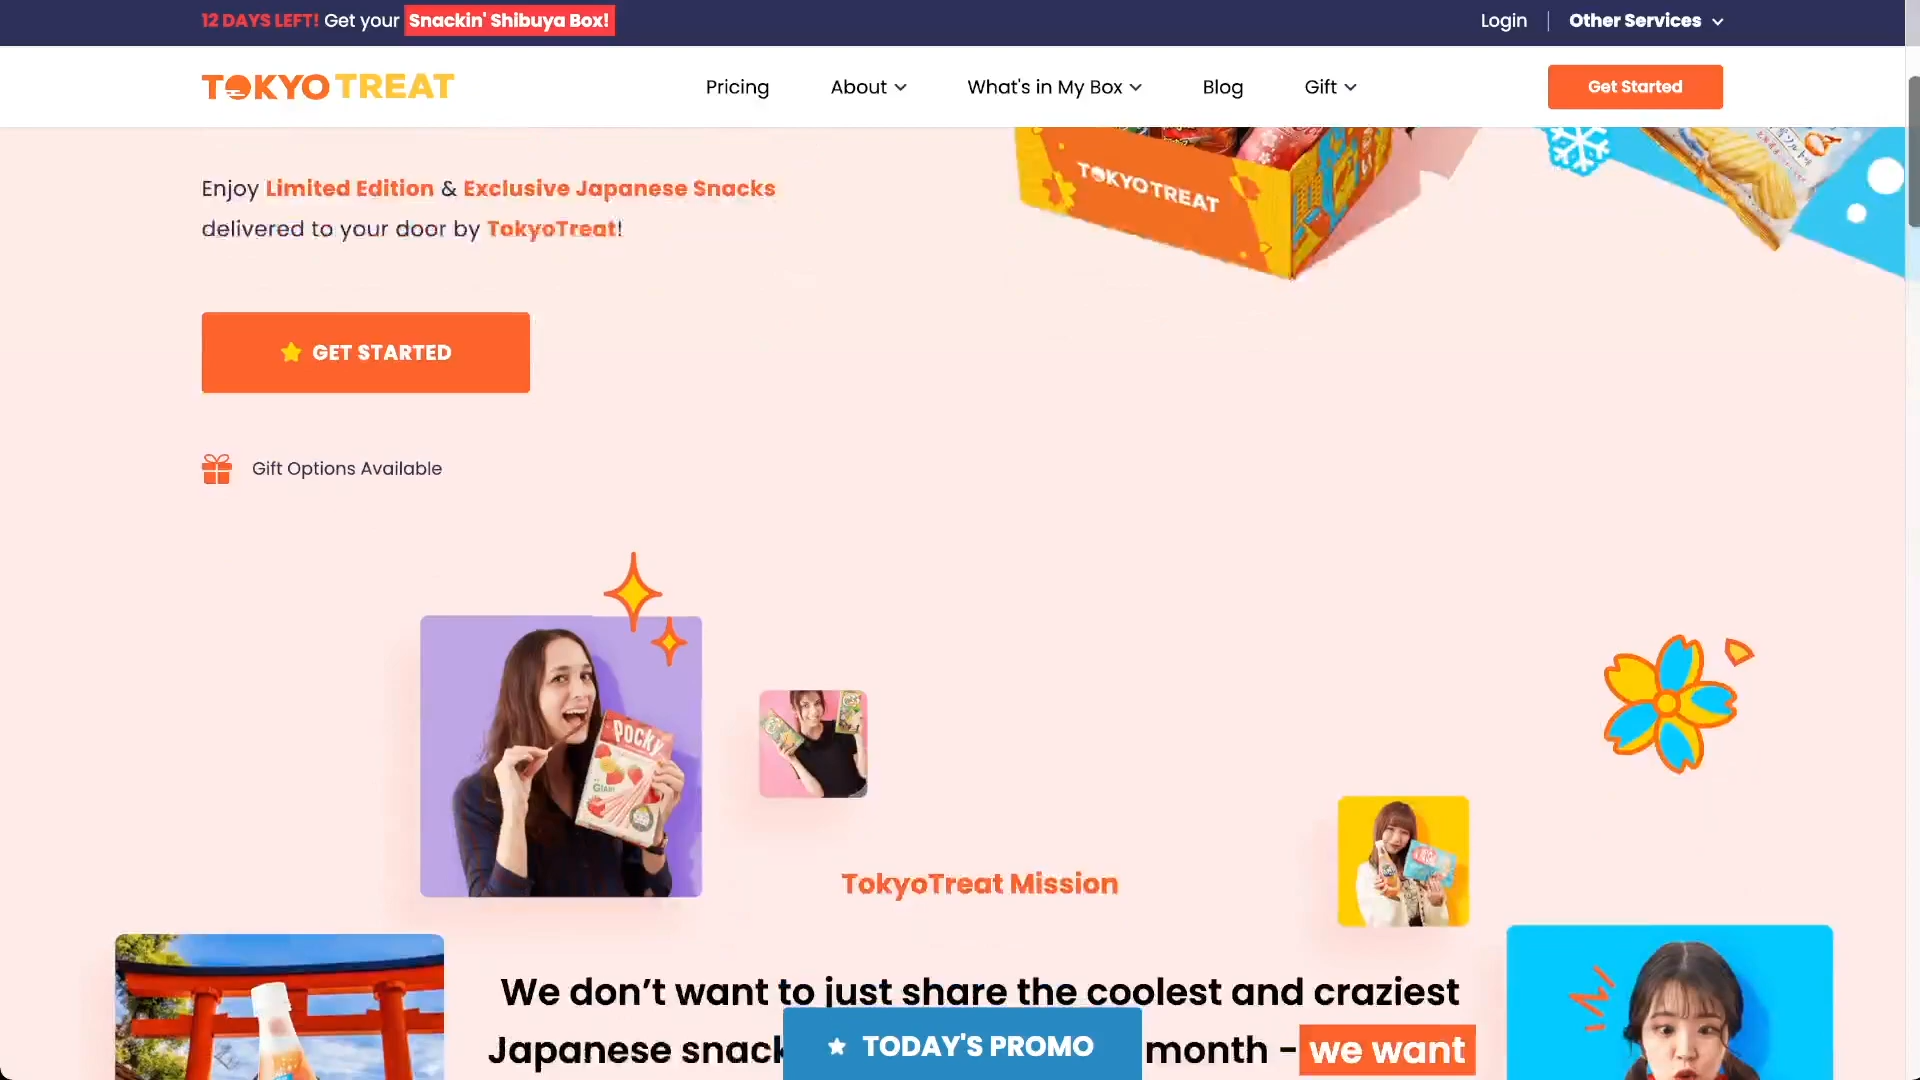 12 DAYS LEFT! Get your Snackin' Shibuya Box!
Login
Other Services
TOKYO TREAT
Pricing
About
What's in My Box
Blog
Gift
Get Started
TOKYOTREAT
Enjoy Limited Edition & Exclusive Japanese Snacks
delivered to your door by TokyoTreat!
GET STARTED
Gift Options Available
POCKY
TokyoTreat Mission
We don’t want to just share the coolest and craziest
Japanese snack
month - we want
TODAY'S PROMO